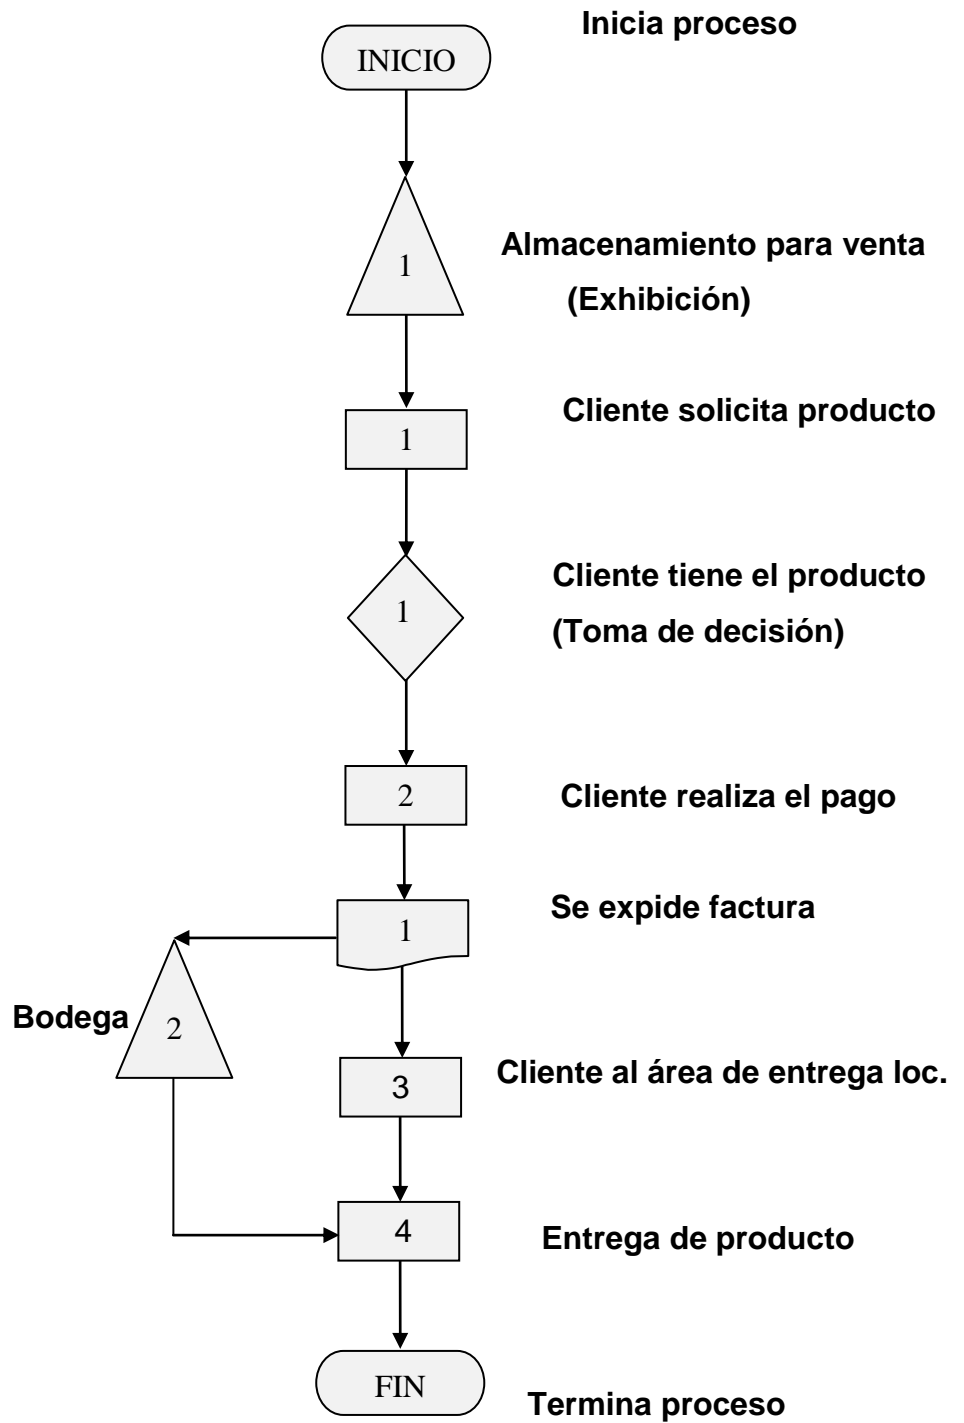 Inicia proceso
INICIO
1
Almacenamiento para venta
(Exhibición)
1
Cliente solicita producto
1
Cliente tiene el producto
(Toma de decisión)
2
Cliente realiza el pago
1
Se expide factura
Bodega
2
3
Cliente al área de entrega loc.
4
Entrega de producto
FIN
Termina proceso